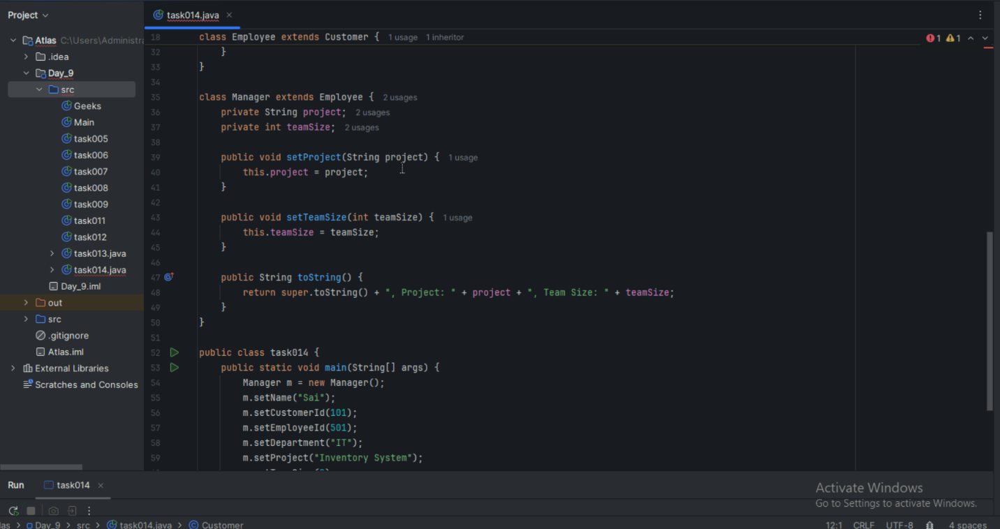 Project
task014.java
Atlas C:\Users\Administra
.idea
Day_9
src
Geeks
Main
task005
task006
task007
task008
task009
task011
task012
task013.java
task014.java
Day_9.iml
out
src
.gitignore
Atlas.iml
External Libraries
Scratches and Consoles
18 class Employee extends Customer { 1 usage 1 inheritor
1 1
32 }
33 }
34
35 class Manager extends Employee { 2 usages
36 private String project; 2 usages
37 private int teamSize; 2 usages
38
39 public void setProject(String project) { 1 usage
40 this.project = project;
41 }
42
43 public void setTeamSize(int teamSize) { 1 usage
44 this.teamSize = teamSize;
45 }
46
47 public String toString() {
48 return super.toString() + ", Project: " + project + ", Team Size: " + teamSize;
49 }
50 }
51
52 public class task014 {
53 public static void main(String[] args) {
54 Manager m = new Manager();
55 m.setName("Sai");
56 m.setCustomerId(101);
57 m.setEmployeeId(501);
58 m.setDepartment("IT");
59 m.setProject("Inventory System");
Run task014
Activate Windows
Go to Settings to activate Windows.
las > Day_9 > src > task014.java > Customer
12:1 CRLF UTF-8 4 spaces